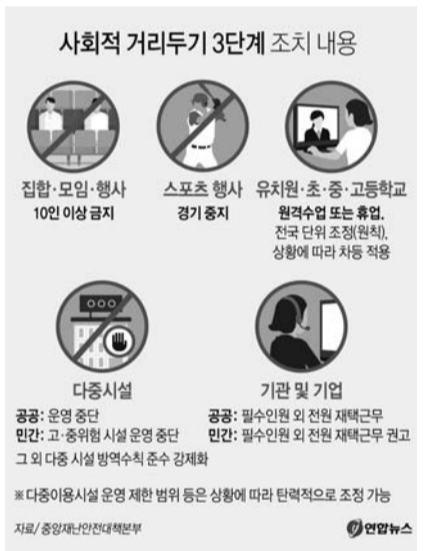 사회적 거리두기 3단계 조치 내용
집합·모임·행사
10인 이상 금지
스포츠 행사
경기 중지
유치원·초·중·고등학교
원격수업 또는 휴업.
전국 단위 조정(원칙),
상황에 따라 차등 적용
다중시설
공공: 운영 중단
민간: 고·중위험 시설 운영 중단
그 외 다중 시설 방역수칙 준수 강제화
기관 및 기업
공공: 필수인원 외 전원 재택근무
민간: 필수인원 외 전원 재택근무 권고
※ 다중이용시설 운영 제한 범위 등은 상황에 따라 탄력적으로 조정 가능
자료/ 중앙재난안전대책본부
연합뉴스